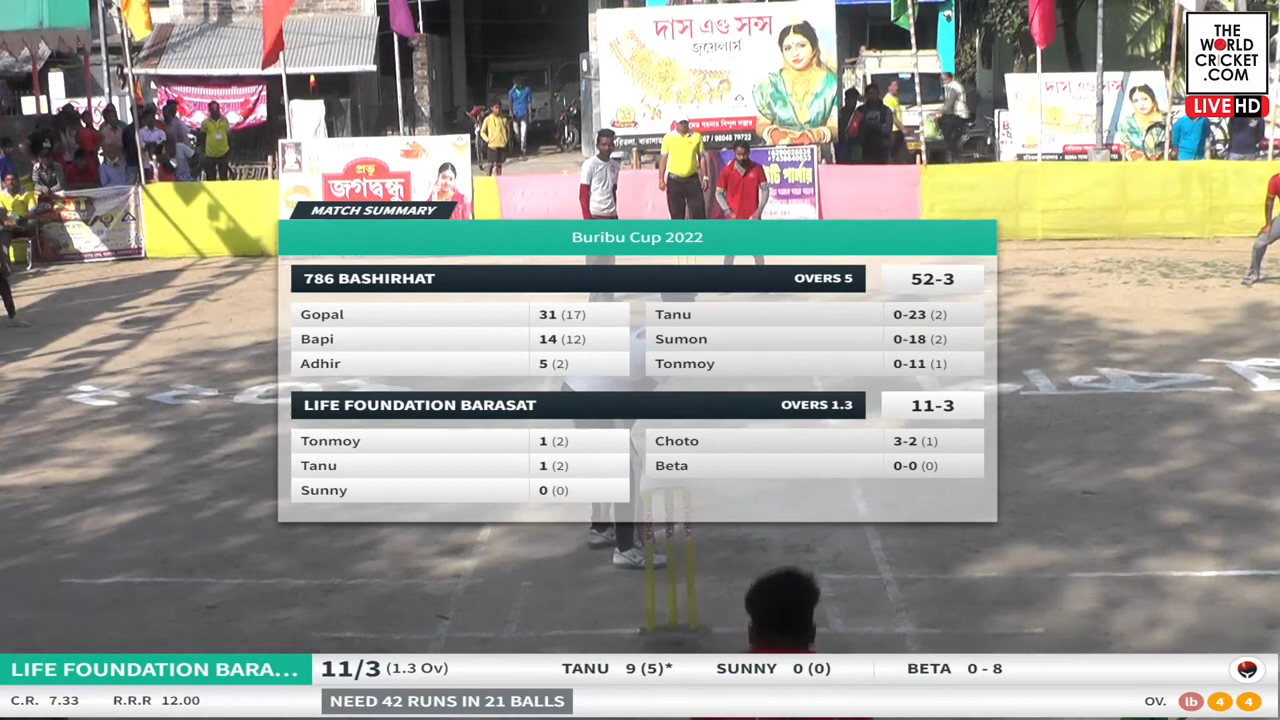 দাস এণ্ড সন্স
জুয়েলার্স
THE
WORLD
CRICKET
.COM
LIVE HD
দাস এণ্ড সন্স
প্রভু
জগদ্বন্ধু
MATCH SUMMARY
Buribu Cup 2022
786 BASHIRHAT OVERS 5 52-3
Gopal 31 (17) Tanu 0-23 (2)
Bapi 14 (12) Sumon 0-18 (2)
Adhir 5 (2) Tonmoy 0-11 (1)
LIFE FOUNDATION BARASAT OVERS 1.3 11-3
Tonmoy 1 (2) Choto 3-2 (1)
Tanu 1 (2) Beta 0-0 (0)
Sunny 0 (0)
LIFE FOUNDATION BARA... 11/3 (1.3 Ov) TANU 9 (5)* SUNNY 0 (0) BETA 0 - 8
C.R. 7.33 R.R.R 12.00 NEED 42 RUNS IN 21 BALLS OV. lb 4 4